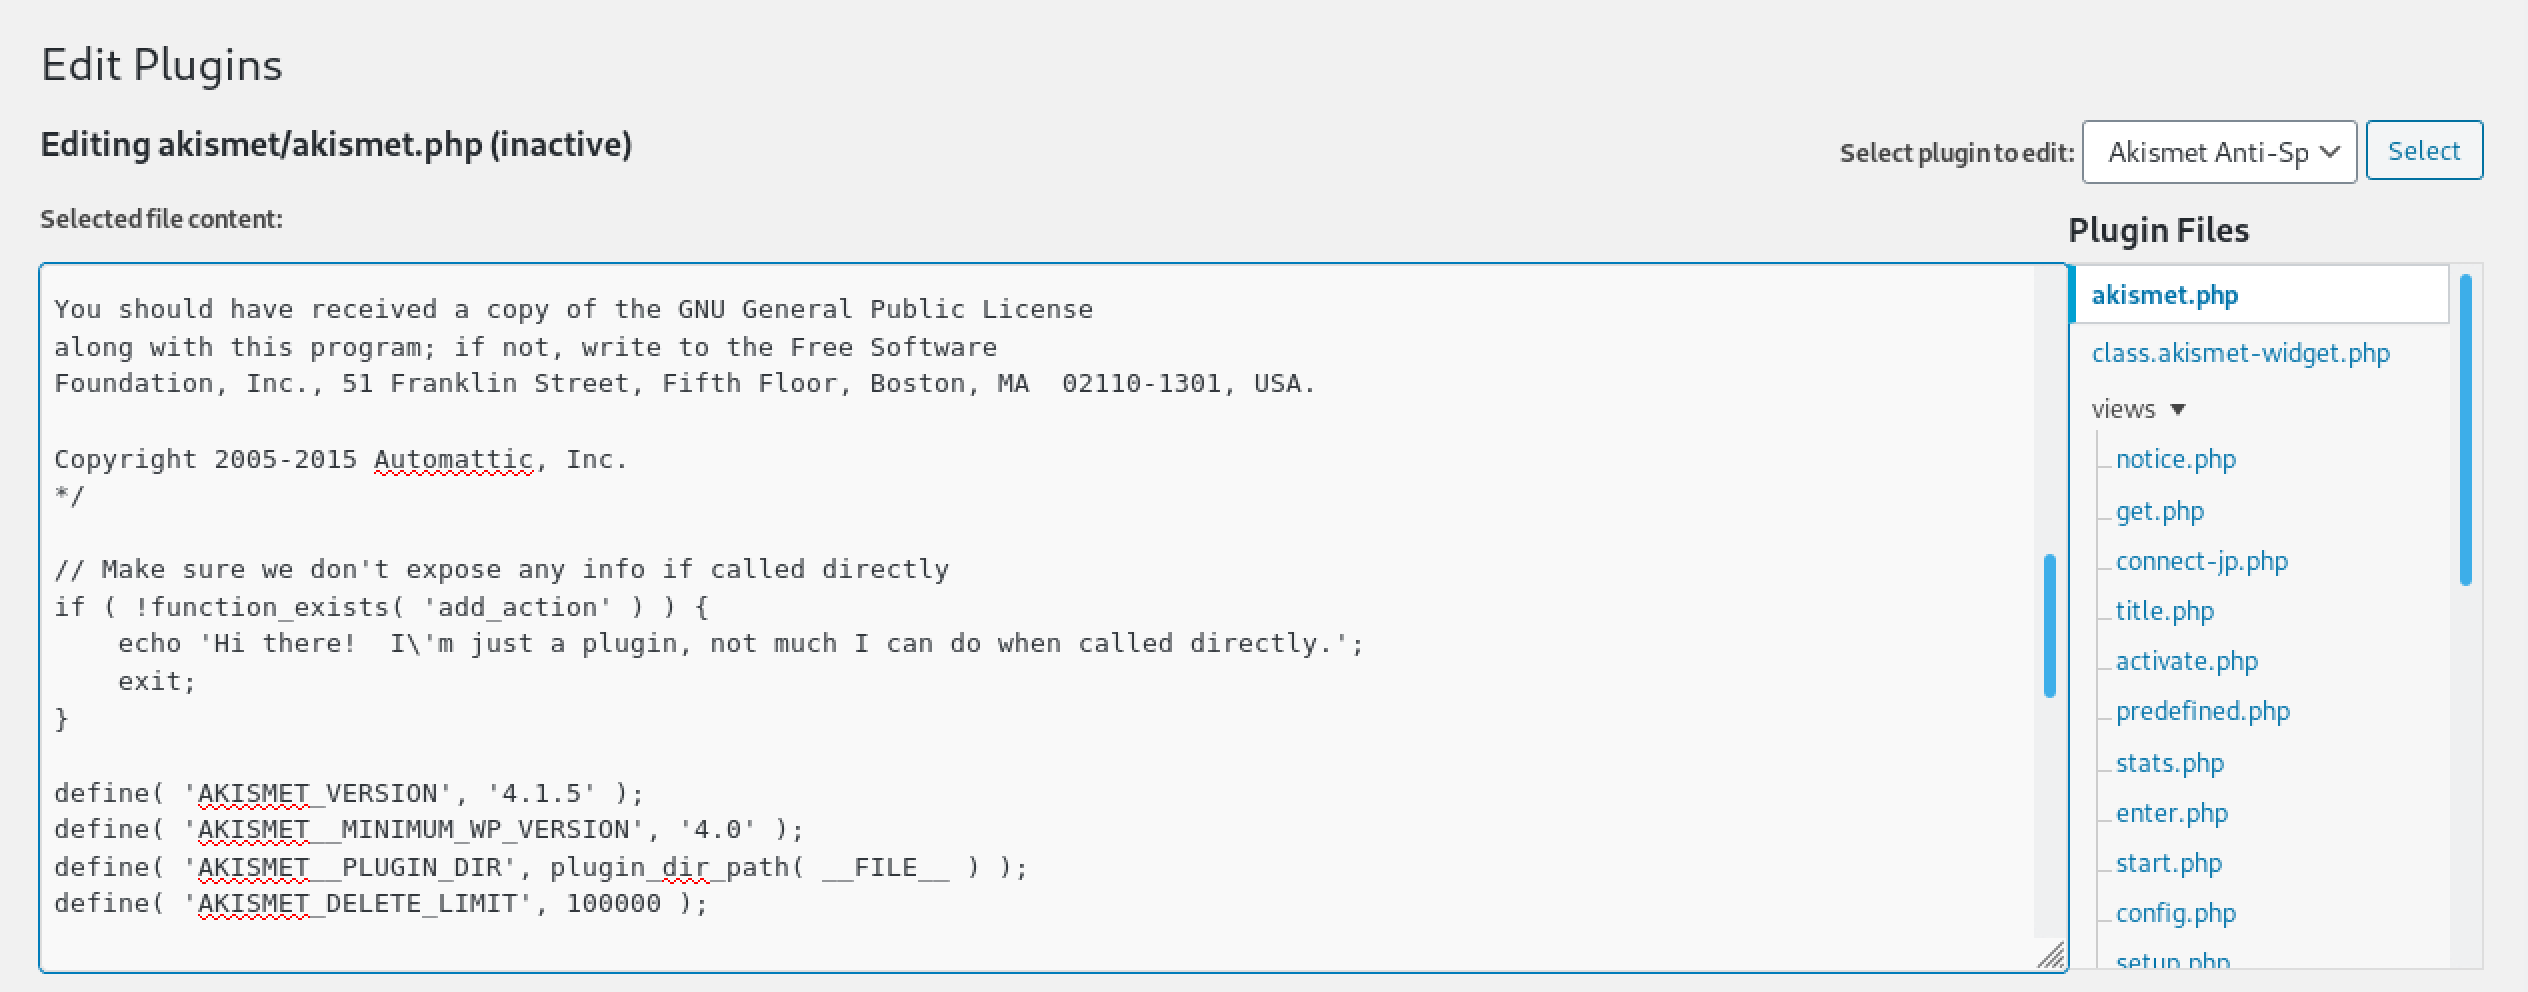 Edit Plugins
Editing akismet/akismet.php (inactive)
Select plugin to edit: Akismet Anti-Sp Select
Selected file content:
Plugin Files
You should have received a copy of the GNU General Public License
along with this program; if not, write to the Free Software
Foundation, Inc., 51 Franklin Street, Fifth Floor, Boston, MA  02110-1301, USA.
Copyright 2005-2015 Automattic, Inc.
*/
// Make sure we don't expose any info if called directly
if ( !function_exists( 'add_action' ) ) {
    echo 'Hi there!  I\'m just a plugin, not much I can do when called directly.';
    exit;
}
define( 'AKISMET_VERSION', '4.1.5' );
define( 'AKISMET__MINIMUM_WP_VERSION', '4.0' );
define( 'AKISMET__PLUGIN_DIR', plugin_dir_path( __FILE__ ) );
define( 'AKISMET_DELETE_LIMIT', 100000 );
akismet.php
class.akismet-widget.php
views
notice.php
get.php
connect-jp.php
title.php
activate.php
predefined.php
stats.php
enter.php
start.php
config.php
setup.php